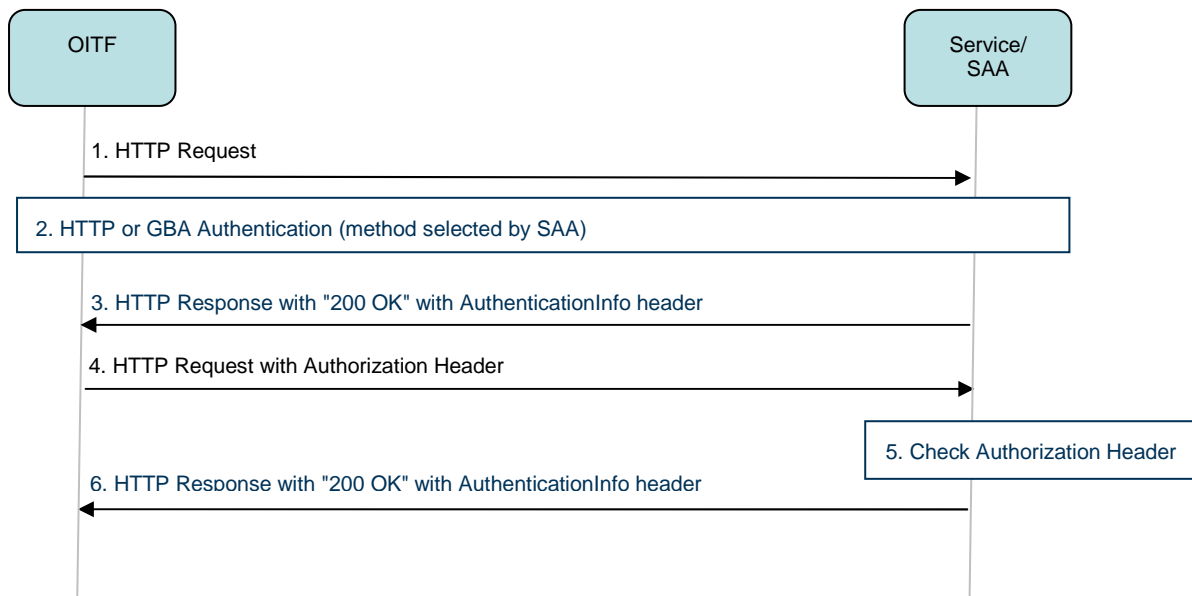 OITF
Service/
SAA
1. HTTP Request
2. HTTP or GBA Authentication (method selected by SAA)
3. HTTP Response with "200 OK" with AuthenticationInfo header
4. HTTP Request with Authorization Header
5. Check Authorization Header
6. HTTP Response with "200 OK" with AuthenticationInfo header